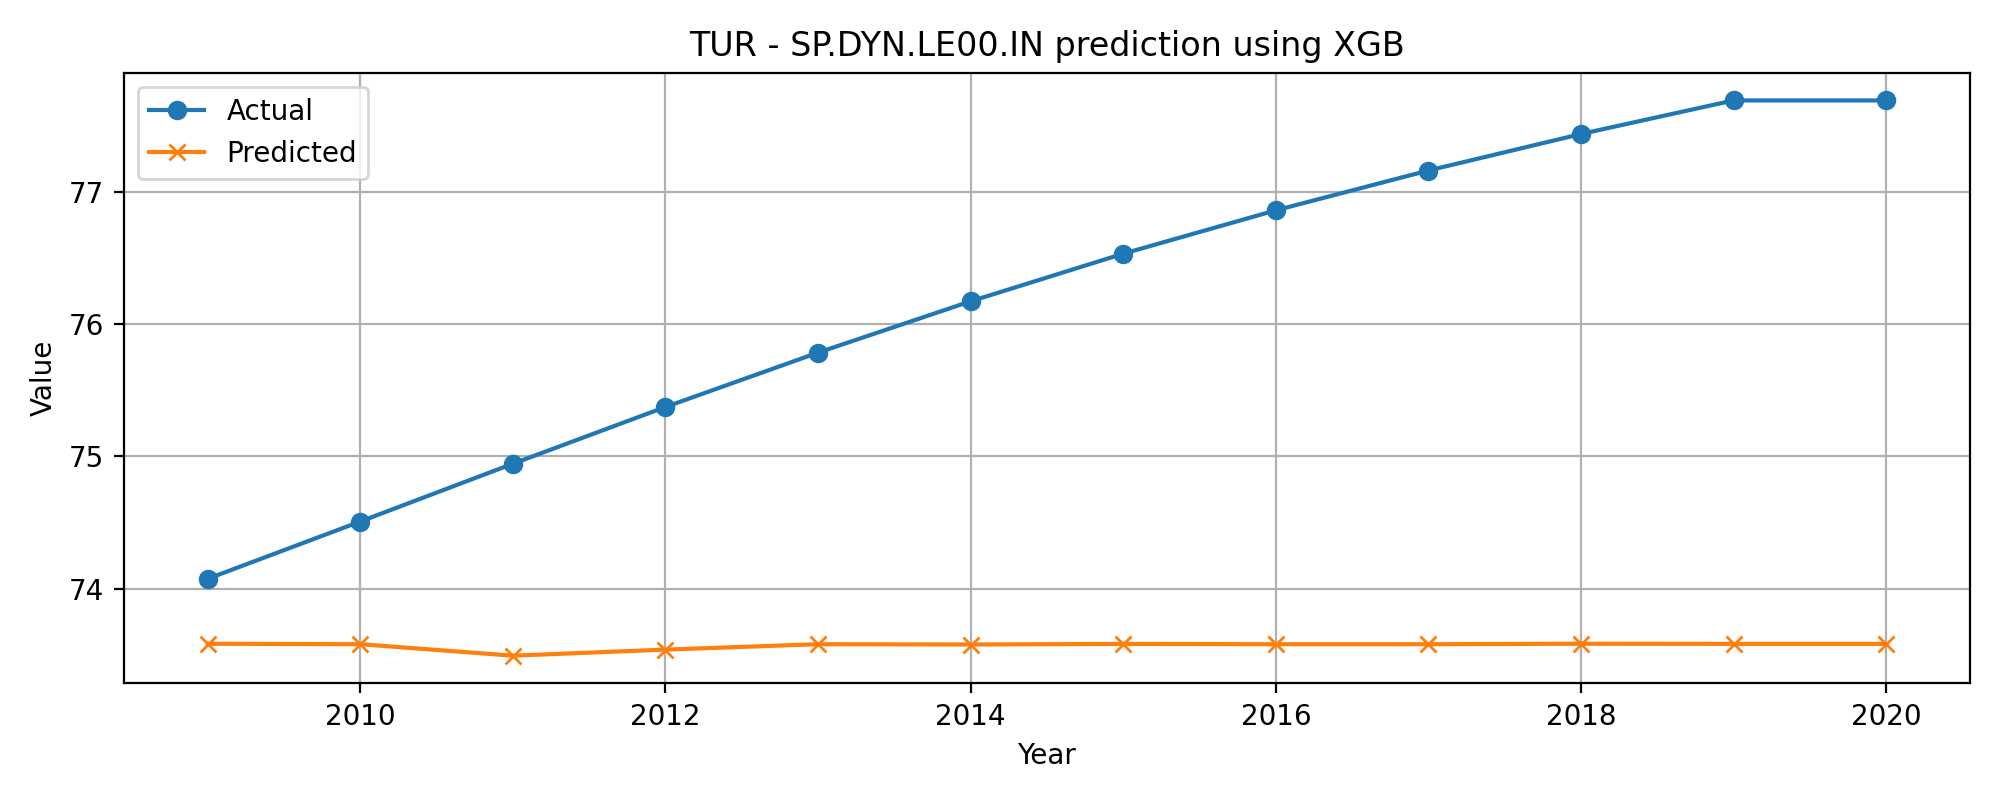 TUR - SP.DYN.LE00.IN prediction using XGB
Actual
Predicted
77
76
75
74
Value
2010 2012 2014 2016 2018 2020
Year